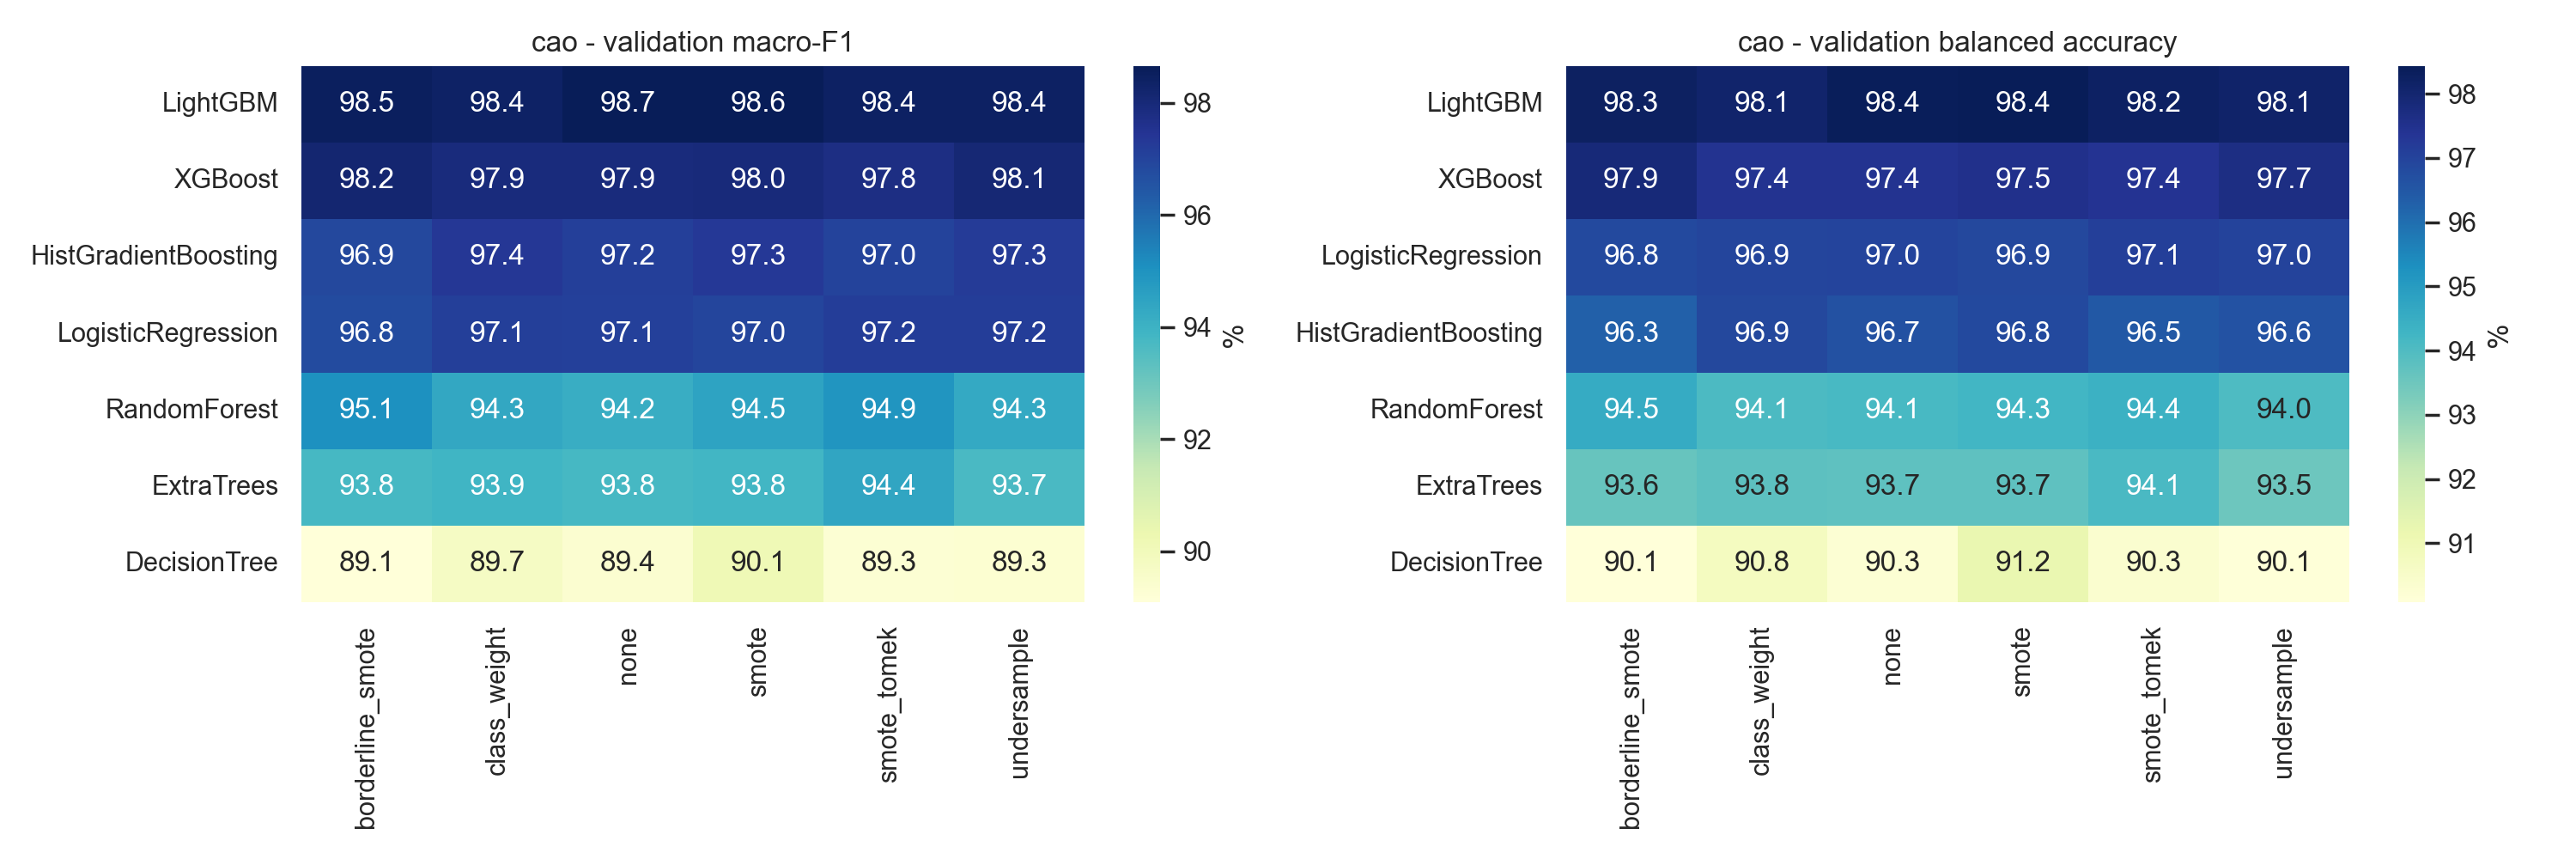 cao - validation macro-F1
LightGBM 98.5 98.4 98.7 98.6 98.4 98.4
XGBoost 98.2 97.9 97.9 98.0 97.8 98.1
HistGradientBoosting 96.9 97.4 97.2 97.3 97.0 97.3
LogisticRegression 96.8 97.1 97.1 97.0 97.2 97.2
RandomForest 95.1 94.3 94.2 94.5 94.9 94.3
ExtraTrees 93.8 93.9 93.8 93.8 94.4 93.7
DecisionTree 89.1 89.7 89.4 90.1 89.3 89.3
borderline_smote
class_weight
none
smote
smote_tomek
undersample
98
96
94
92
90
%
cao - validation balanced accuracy
LightGBM 98.3 98.1 98.4 98.4 98.2 98.1
XGBoost 97.9 97.4 97.4 97.5 97.4 97.7
LogisticRegression 96.8 96.9 97.0 96.9 97.1 97.0
HistGradientBoosting 96.3 96.9 96.7 96.8 96.5 96.6
RandomForest 94.5 94.1 94.1 94.3 94.4 94.0
ExtraTrees 93.6 93.8 93.7 93.7 94.1 93.5
DecisionTree 90.1 90.8 90.3 91.2 90.3 90.1
borderline_smote
class_weight
none
smote
smote_tomek
undersample
98
97
96
95
94
93
92
91
%